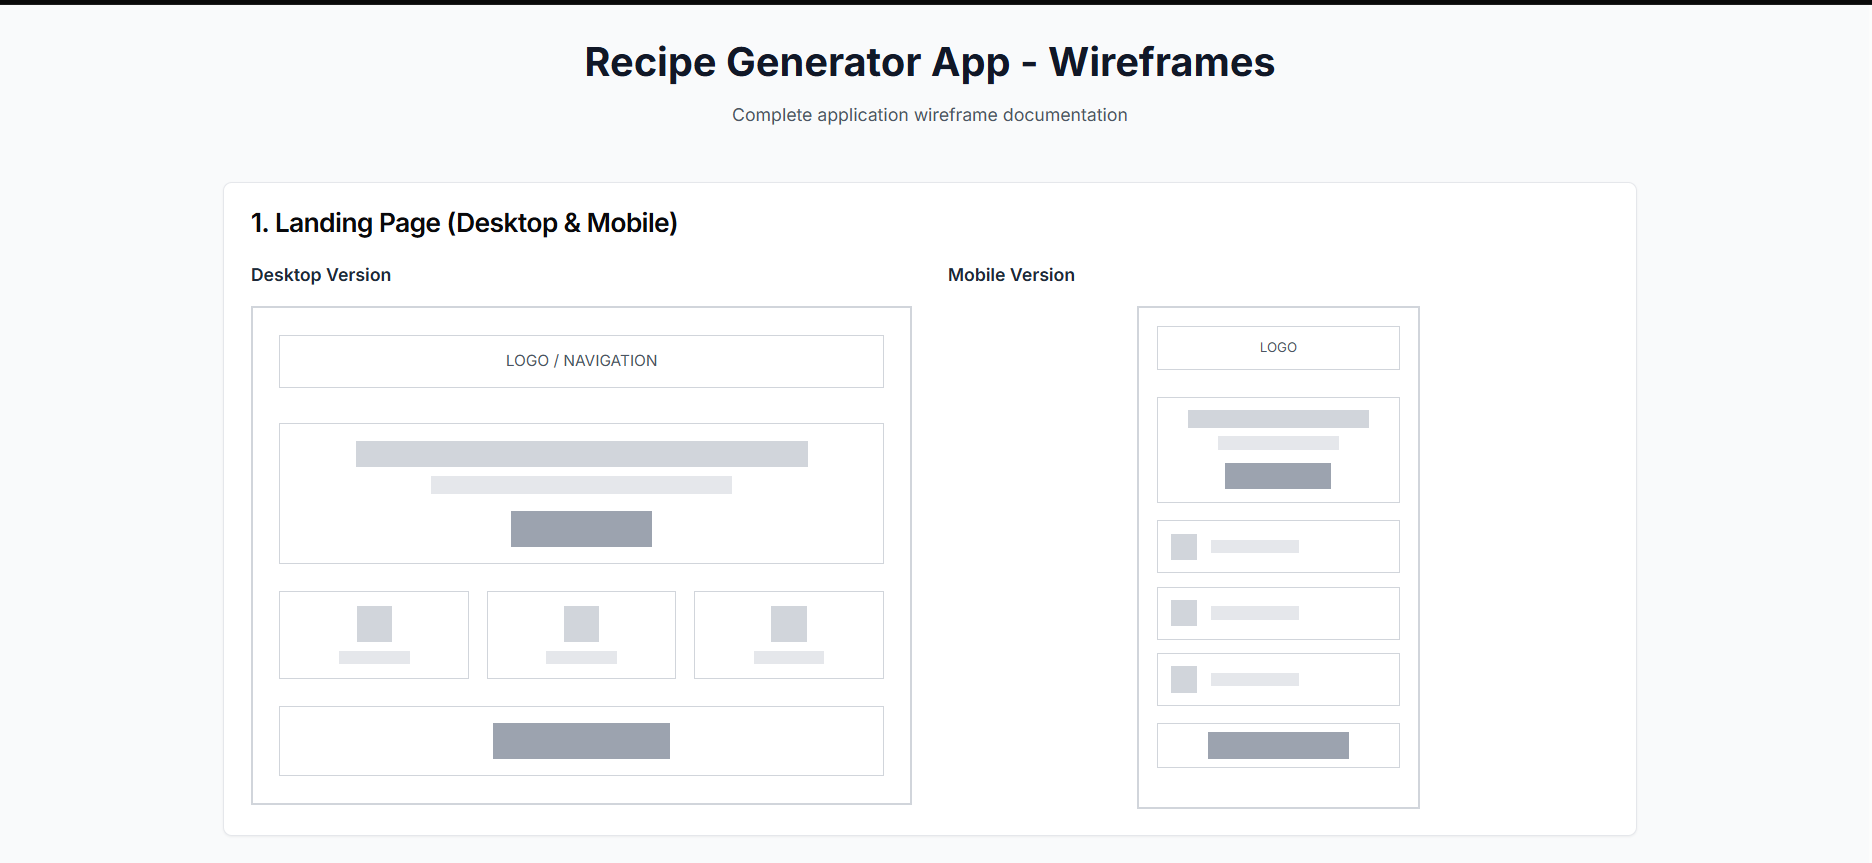 Recipe Generator App - Wireframes
Complete application wireframe documentation
1. Landing Page (Desktop & Mobile)
Desktop Version
LOGO / NAVIGATION
Mobile Version
LOGO